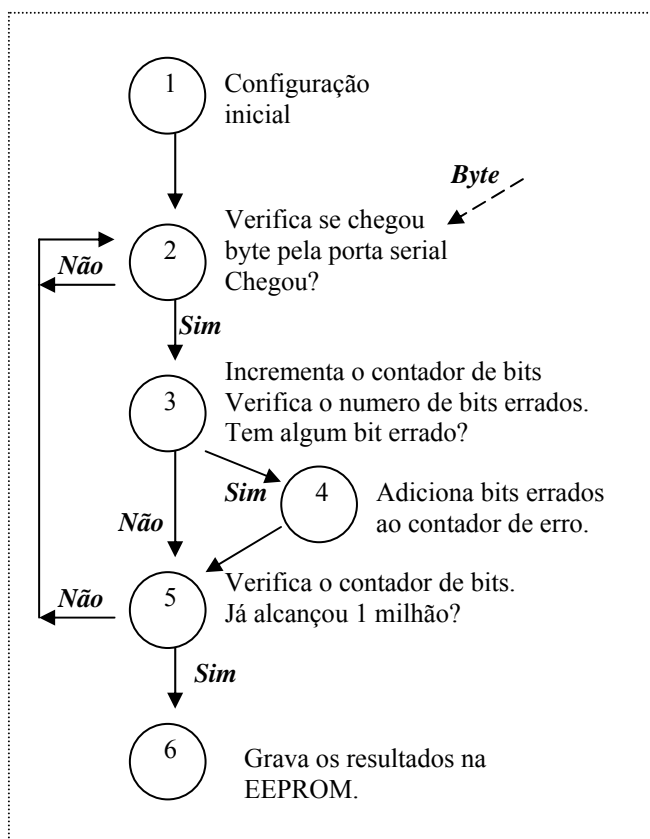 1
Configuração
inicial
Byte
Verifica se chegou
byte pela porta serial
Chegou?
2
Não
Sim
Incrementa o contador de bits
Verifica o numero de bits errados.
Tem algum bit errado?
3
Sim
4
Adiciona bits errados
ao contador de erro.
Não
Verifica o contador de bits.
Já alcançou 1 milhão?
5
Não
Sim
6
Grava os resultados na
EEPROM.